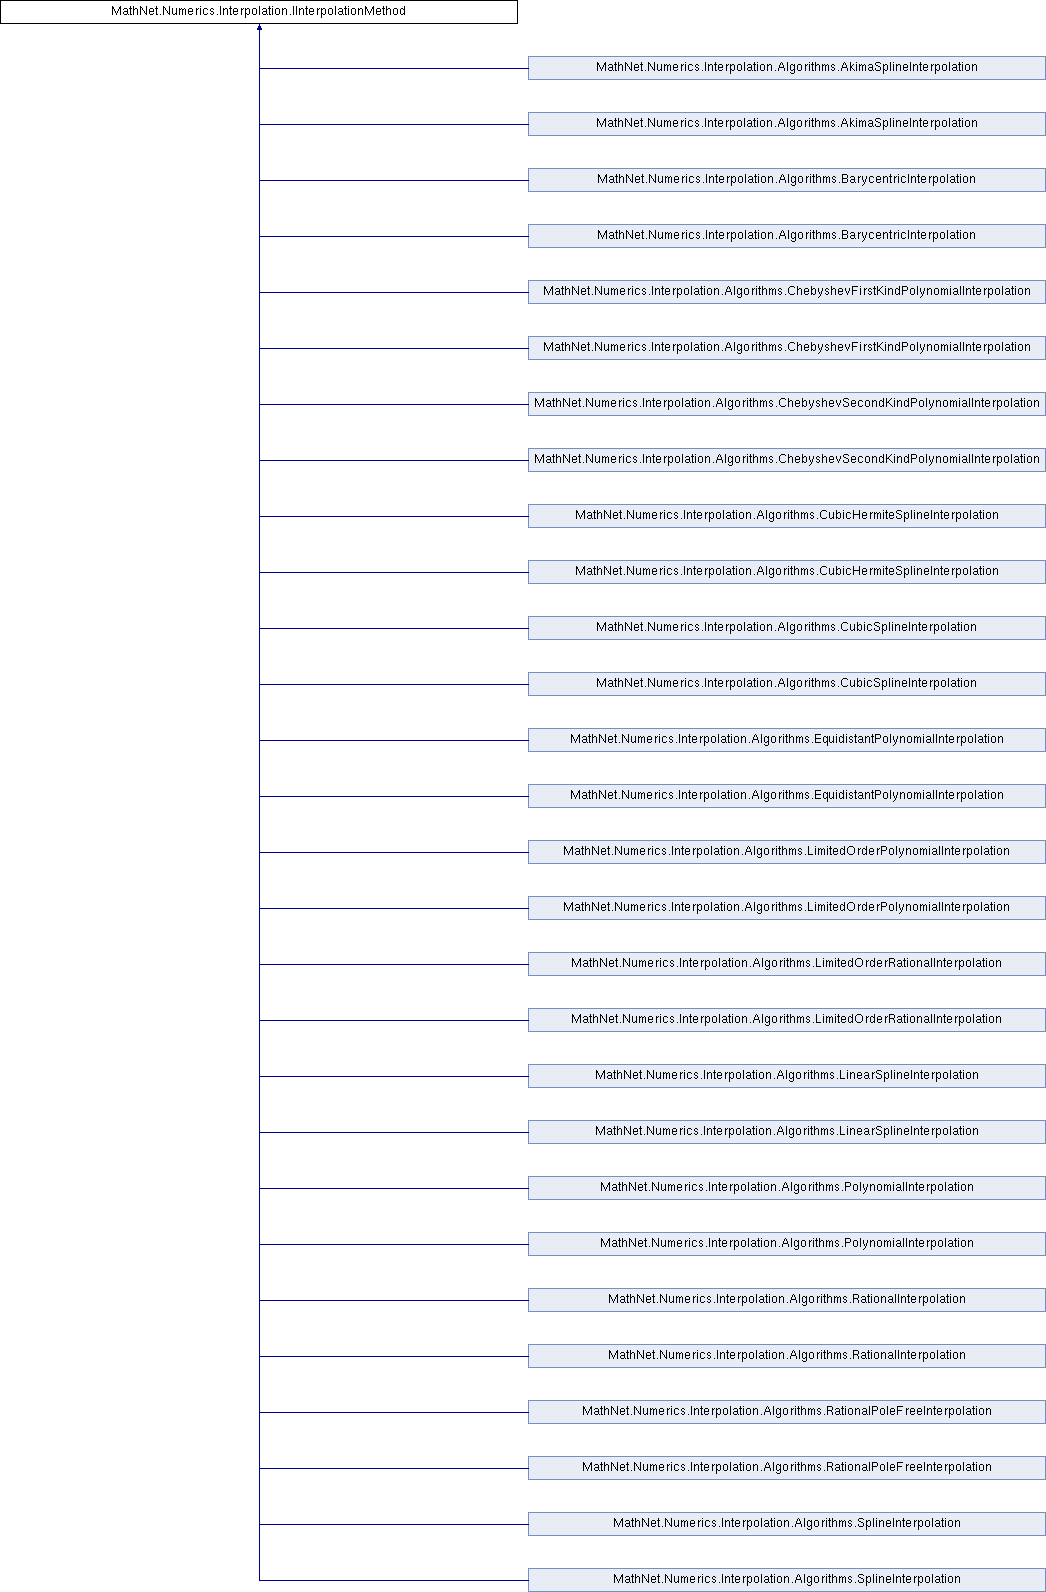 MathNet.Numerics.Interpolation.IInterpolationMethod
MathNet.Numerics.Interpolation.Algorithms.AkimaSplineInterpolation
MathNet.Numerics.Interpolation.Algorithms.AkimaSplineInterpolation
MathNet.Numerics.Interpolation.Algorithms.BarycentricInterpolation
MathNet.Numerics.Interpolation.Algorithms.BarycentricInterpolation
MathNet.Numerics.Interpolation.Algorithms.ChebyshevFirstKindPolynomialInterpolation
MathNet.Numerics.Interpolation.Algorithms.ChebyshevFirstKindPolynomialInterpolation
MathNet.Numerics.Interpolation.Algorithms.ChebyshevSecondKindPolynomialInterpolation
MathNet.Numerics.Interpolation.Algorithms.ChebyshevSecondKindPolynomialInterpolation
MathNet.Numerics.Interpolation.Algorithms.CubicHermiteSplineInterpolation
MathNet.Numerics.Interpolation.Algorithms.CubicHermiteSplineInterpolation
MathNet.Numerics.Interpolation.Algorithms.CubicSplineInterpolation
MathNet.Numerics.Interpolation.Algorithms.CubicSplineInterpolation
MathNet.Numerics.Interpolation.Algorithms.EquidistantPolynomialInterpolation
MathNet.Numerics.Interpolation.Algorithms.EquidistantPolynomialInterpolation
MathNet.Numerics.Interpolation.Algorithms.LimitedOrderPolynomialInterpolation
MathNet.Numerics.Interpolation.Algorithms.LimitedOrderPolynomialInterpolation
MathNet.Numerics.Interpolation.Algorithms.LimitedOrderRationalInterpolation
MathNet.Numerics.Interpolation.Algorithms.LimitedOrderRationalInterpolation
MathNet.Numerics.Interpolation.Algorithms.LinearSplineInterpolation
MathNet.Numerics.Interpolation.Algorithms.LinearSplineInterpolation
MathNet.Numerics.Interpolation.Algorithms.PolynomialInterpolation
MathNet.Numerics.Interpolation.Algorithms.PolynomialInterpolation
MathNet.Numerics.Interpolation.Algorithms.RationalInterpolation
MathNet.Numerics.Interpolation.Algorithms.RationalInterpolation
MathNet.Numerics.Interpolation.Algorithms.RationalPoleFreeInterpolation
MathNet.Numerics.Interpolation.Algorithms.RationalPoleFreeInterpolation
MathNet.Numerics.Interpolation.Algorithms.SplineInterpolation
MathNet.Numerics.Interpolation.Algorithms.SplineInterpolation